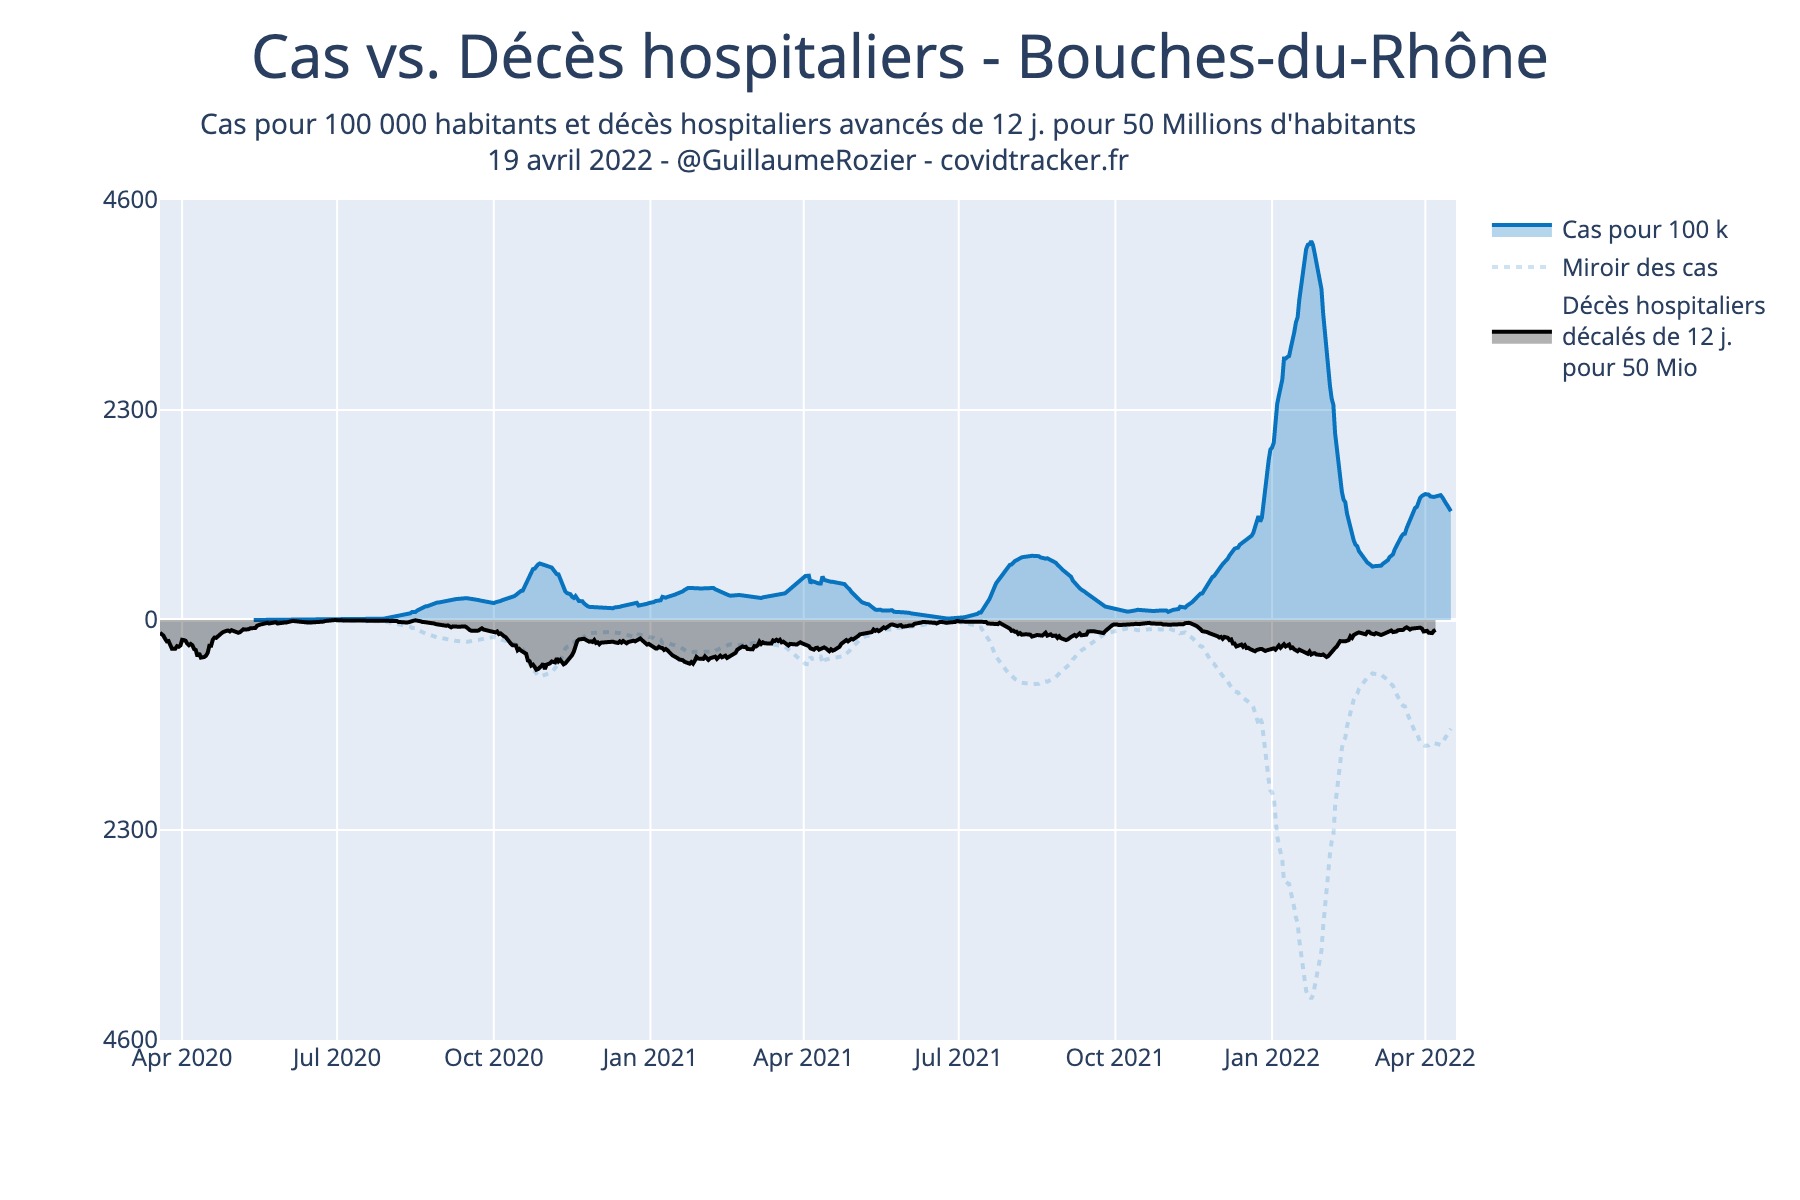 Cas vs. Décès hospitaliers - Bouches-du-Rhône
Cas pour 100 000 habitants et décès hospitaliers avancés de 12 j. pour 50 Millions d'habitants
19 avril 2022 - @GuillaumeRozier - covidtracker.fr
4600
2300
0
2300
4600
Apr 2020
Jul 2020
Oct 2020
Jan 2021
Apr 2021
Jul 2021
Oct 2021
Jan 2022
Apr 2022
Cas pour 100 k
Miroir des cas
Décès hospitaliers
décalés de 12 j.
pour 50 Mio